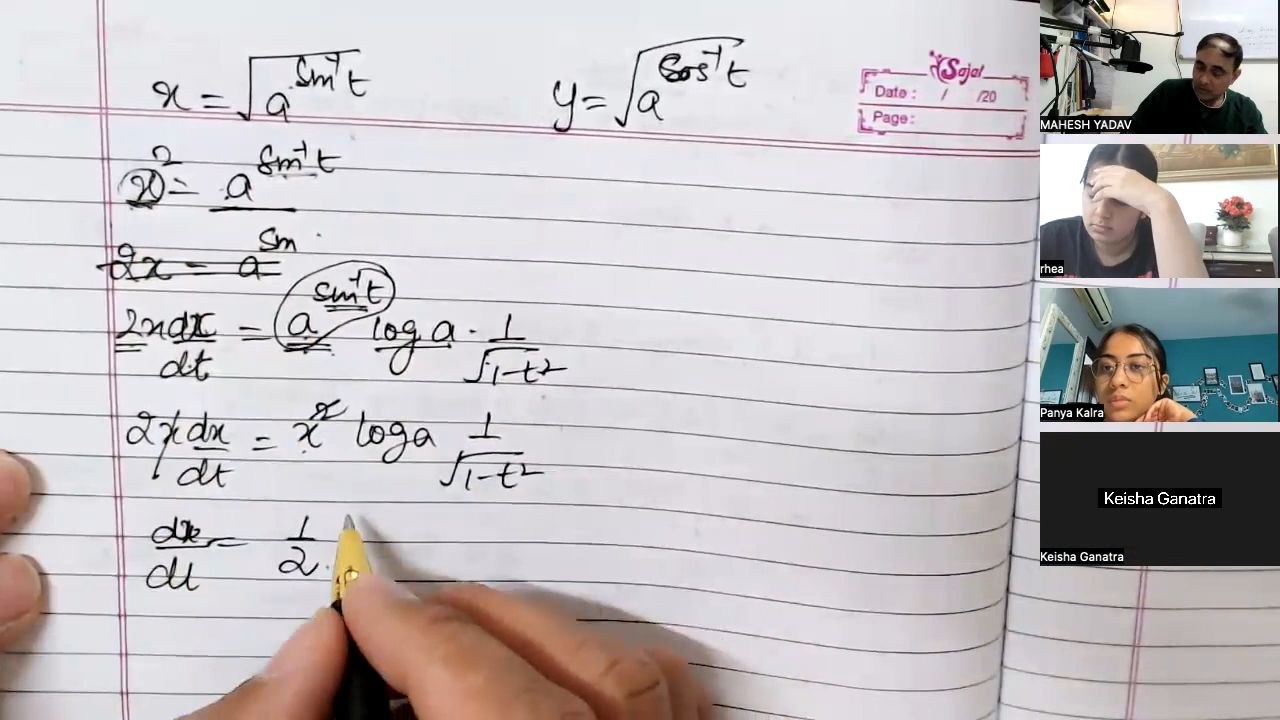 x = √a^sin⁻¹t
y = √a^cos⁻¹t
Sajal
Date : / /20
Page :
x² = a^sin⁻¹t
2x = a^sin
2x dx/dt = a^sin⁻¹t log a · 1/√1-t²
2x dx/dt = x² log a 1/√1-t²
dx/dt = 1/2
MAHESH YADAV
rhea
Panya Kalra
Keisha Ganatra
Keisha Ganatra